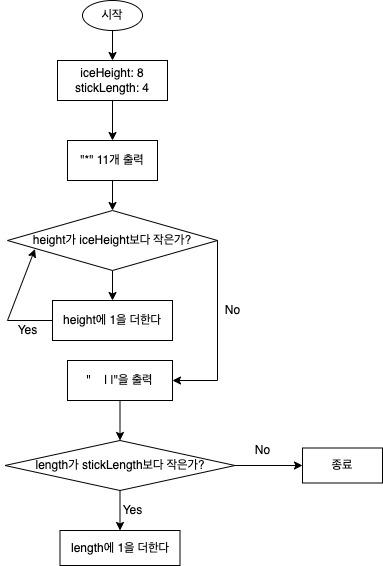 시작
iceHeight: 8
stickLength: 4
"*" 11개 출력
height가 iceHeight보다 작은가?
No
height에 1을 더한다
Yes
"    ||"을 출력
length가 stickLength보다 작은가?
No
종료
Yes
length에 1을 더한다